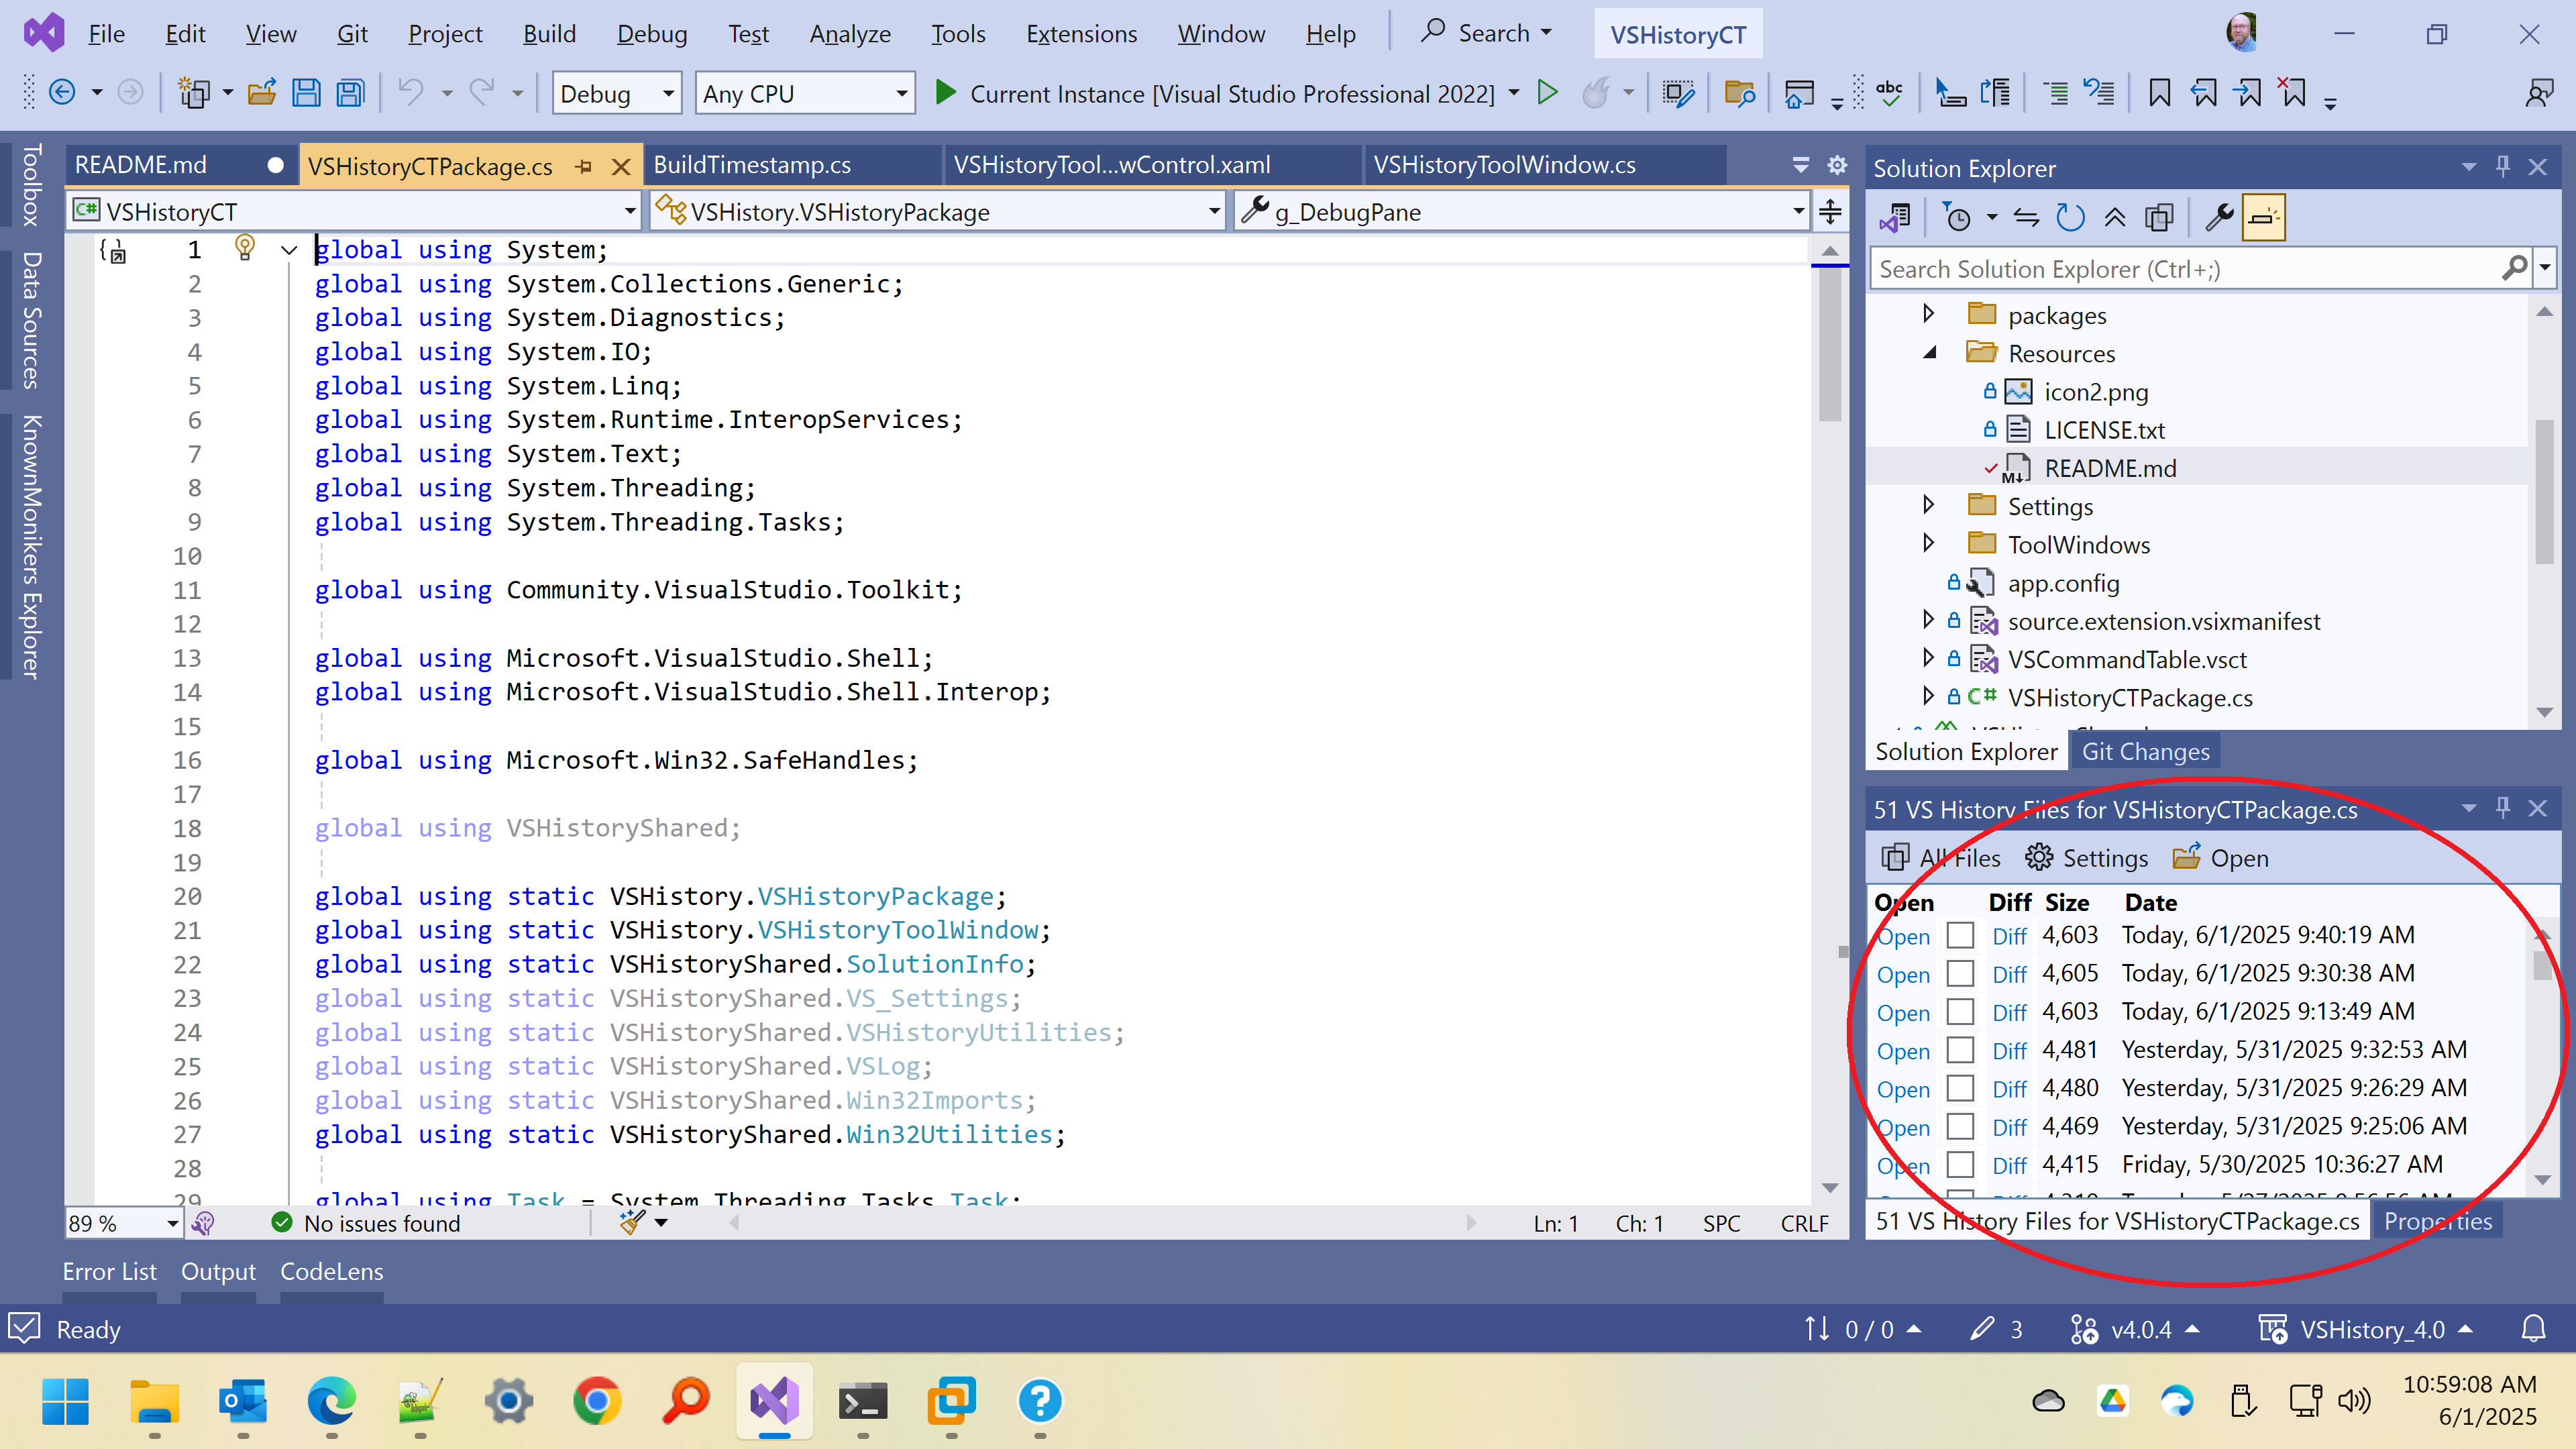 File Edit View Git Project Build Debug Test Analyze Tools Extensions Window Help Search VSHistoryCT
Debug Any CPU Current Instance [Visual Studio Professional 2022] abc
Toolbox
Data Sources
KnownMonikers Explorer
README.md VSHistoryCTPackage.cs BuildTimestamp.cs VSHistoryTool...wControl.xaml VSHistoryToolWindow.cs
C# VSHistoryCT VSHistory.VSHistoryPackage g_DebugPane
1 global using System;
2 global using System.Collections.Generic;
3 global using System.Diagnostics;
4 global using System.IO;
5 global using System.Linq;
6 global using System.Runtime.InteropServices;
7 global using System.Text;
8 global using System.Threading;
9 global using System.Threading.Tasks;
10
11 global using Community.VisualStudio.Toolkit;
12
13 global using Microsoft.VisualStudio.Shell;
14 global using Microsoft.VisualStudio.Shell.Interop;
15
16 global using Microsoft.Win32.SafeHandles;
17
18 global using VSHistoryShared;
19
20 global using static VSHistory.VSHistoryPackage;
21 global using static VSHistory.VSHistoryToolWindow;
22 global using static VSHistoryShared.SolutionInfo;
23 global using static VSHistoryShared.VS_Settings;
24 global using static VSHistoryShared.VSHistoryUtilities;
25 global using static VSHistoryShared.VSLog;
26 global using static VSHistoryShared.Win32Imports;
27 global using static VSHistoryShared.Win32Utilities;
28
29 global using Task = System.Threading.Tasks.Task;
89 % No issues found Ln: 1 Ch: 1 SPC CRLF
Solution Explorer
Search Solution Explorer (Ctrl+;)
packages
Resources
icon2.png
LICENSE.txt
M↓ README.md
Settings
ToolWindows
app.config
source.extension.vsixmanifest
VSCommandTable.vsct
C# VSHistoryCTPackage.cs
Solution Explorer Git Changes
51 VS History Files for VSHistoryCTPackage.cs
All Files Settings Open
Open Diff Size Date
Open Diff 4,603 Today, 6/1/2025 9:40:19 AM
Open Diff 4,605 Today, 6/1/2025 9:30:38 AM
Open Diff 4,603 Today, 6/1/2025 9:13:49 AM
Open Diff 4,481 Yesterday, 5/31/2025 9:32:53 AM
Open Diff 4,480 Yesterday, 5/31/2025 9:26:29 AM
Open Diff 4,469 Yesterday, 5/31/2025 9:25:06 AM
Open Diff 4,415 Friday, 5/30/2025 10:36:27 AM
51 VS History Files for VSHistoryCTPackage.cs Properties
Error List Output CodeLens
Ready 0 / 0 3 v4.0.4 VSHistory_4.0
10:59:08 AM
6/1/2025